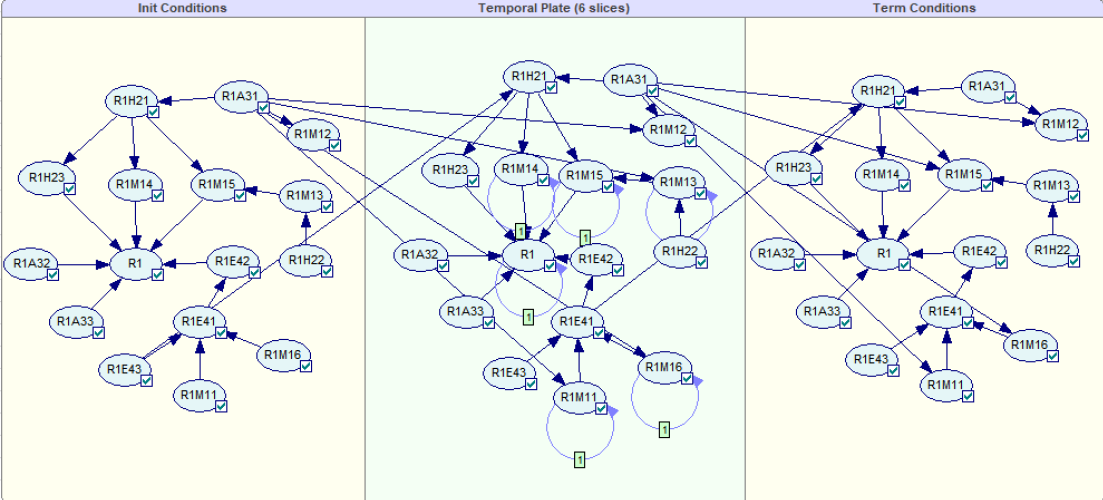 Init Conditions
Temporal Plate (6 slices)
Term Conditions
R1H21
R1A31
R1M12
R1H23
R1M14
R1M15
R1M13
R1A32
R1
R1E42
R1H22
R1A33
R1E41
R1E43
R1M16
R1M11
R1H21
R1A31
R1M12
R1H23
R1M14
R1M15
R1M13
1
1
R1A32
R1
R1E42
R1H22
R1A33
1
R1E41
R1E43
R1M16
R1M11
1
1
R1H21
R1A31
R1M12
R1H23
R1M14
R1M15
R1M13
R1A32
R1
R1E42
R1H22
R1A33
R1E41
R1E43
R1M16
R1M11